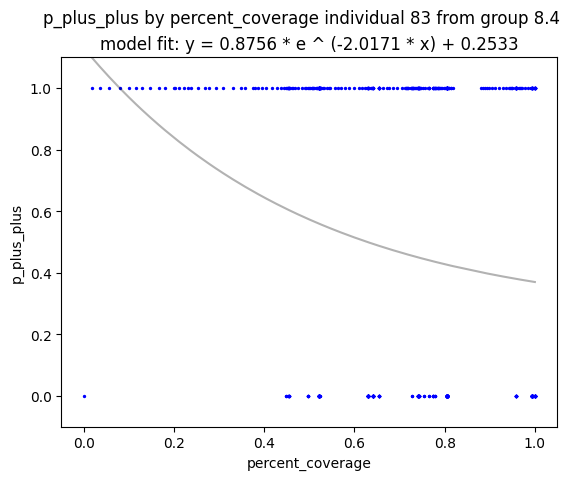 p_plus_plus by percent_coverage individual 83 from group 8.4
model fit: y = 0.8756 * e ^ (-2.0171 * x) + 0.2533
1.0
0.8
0.6
0.4
0.2
0.0
p_plus_plus
0.0 0.2 0.4 0.6 0.8 1.0
percent_coverage